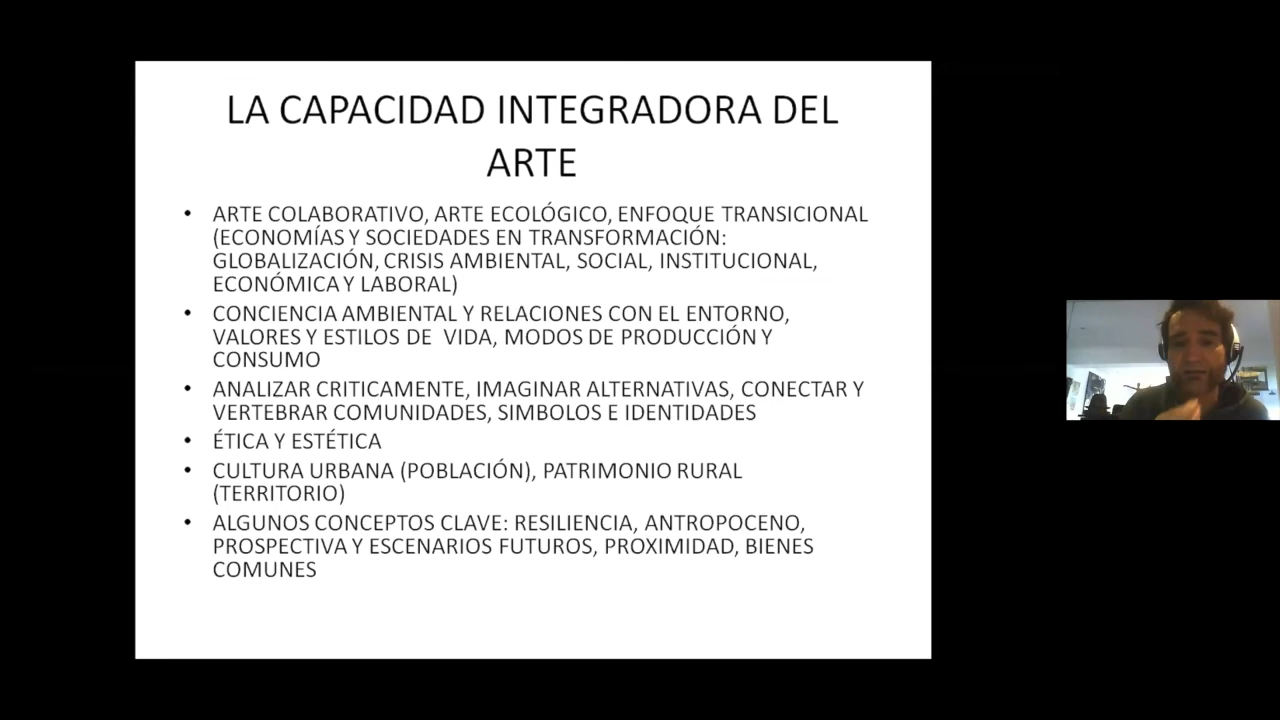 LA CAPACIDAD INTEGRADORA DEL
ARTE
• ARTE COLABORATIVO, ARTE ECOLÓGICO, ENFOQUE TRANSICIONAL
(ECONOMÍAS Y SOCIEDADES EN TRANSFORMACIÓN:
GLOBALIZACIÓN, CRISIS AMBIENTAL, SOCIAL, INSTITUCIONAL,
ECONÓMICA Y LABORAL)
• CONCIENCIA AMBIENTAL Y RELACIONES CON EL ENTORNO,
VALORES Y ESTILOS DE VIDA, MODOS DE PRODUCCIÓN Y
CONSUMO
• ANALIZAR CRITICAMENTE, IMAGINAR ALTERNATIVAS, CONECTAR Y
VERTEBRAR COMUNIDADES, SIMBOLOS E IDENTIDADES
• ÉTICA Y ESTÉTICA
• CULTURA URBANA (POBLACIÓN), PATRIMONIO RURAL
(TERRITORIO)
• ALGUNOS CONCEPTOS CLAVE: RESILIENCIA, ANTROPOCENO,
PROSPECTIVA Y ESCENARIOS FUTUROS, PROXIMIDAD, BIENES
COMUNES